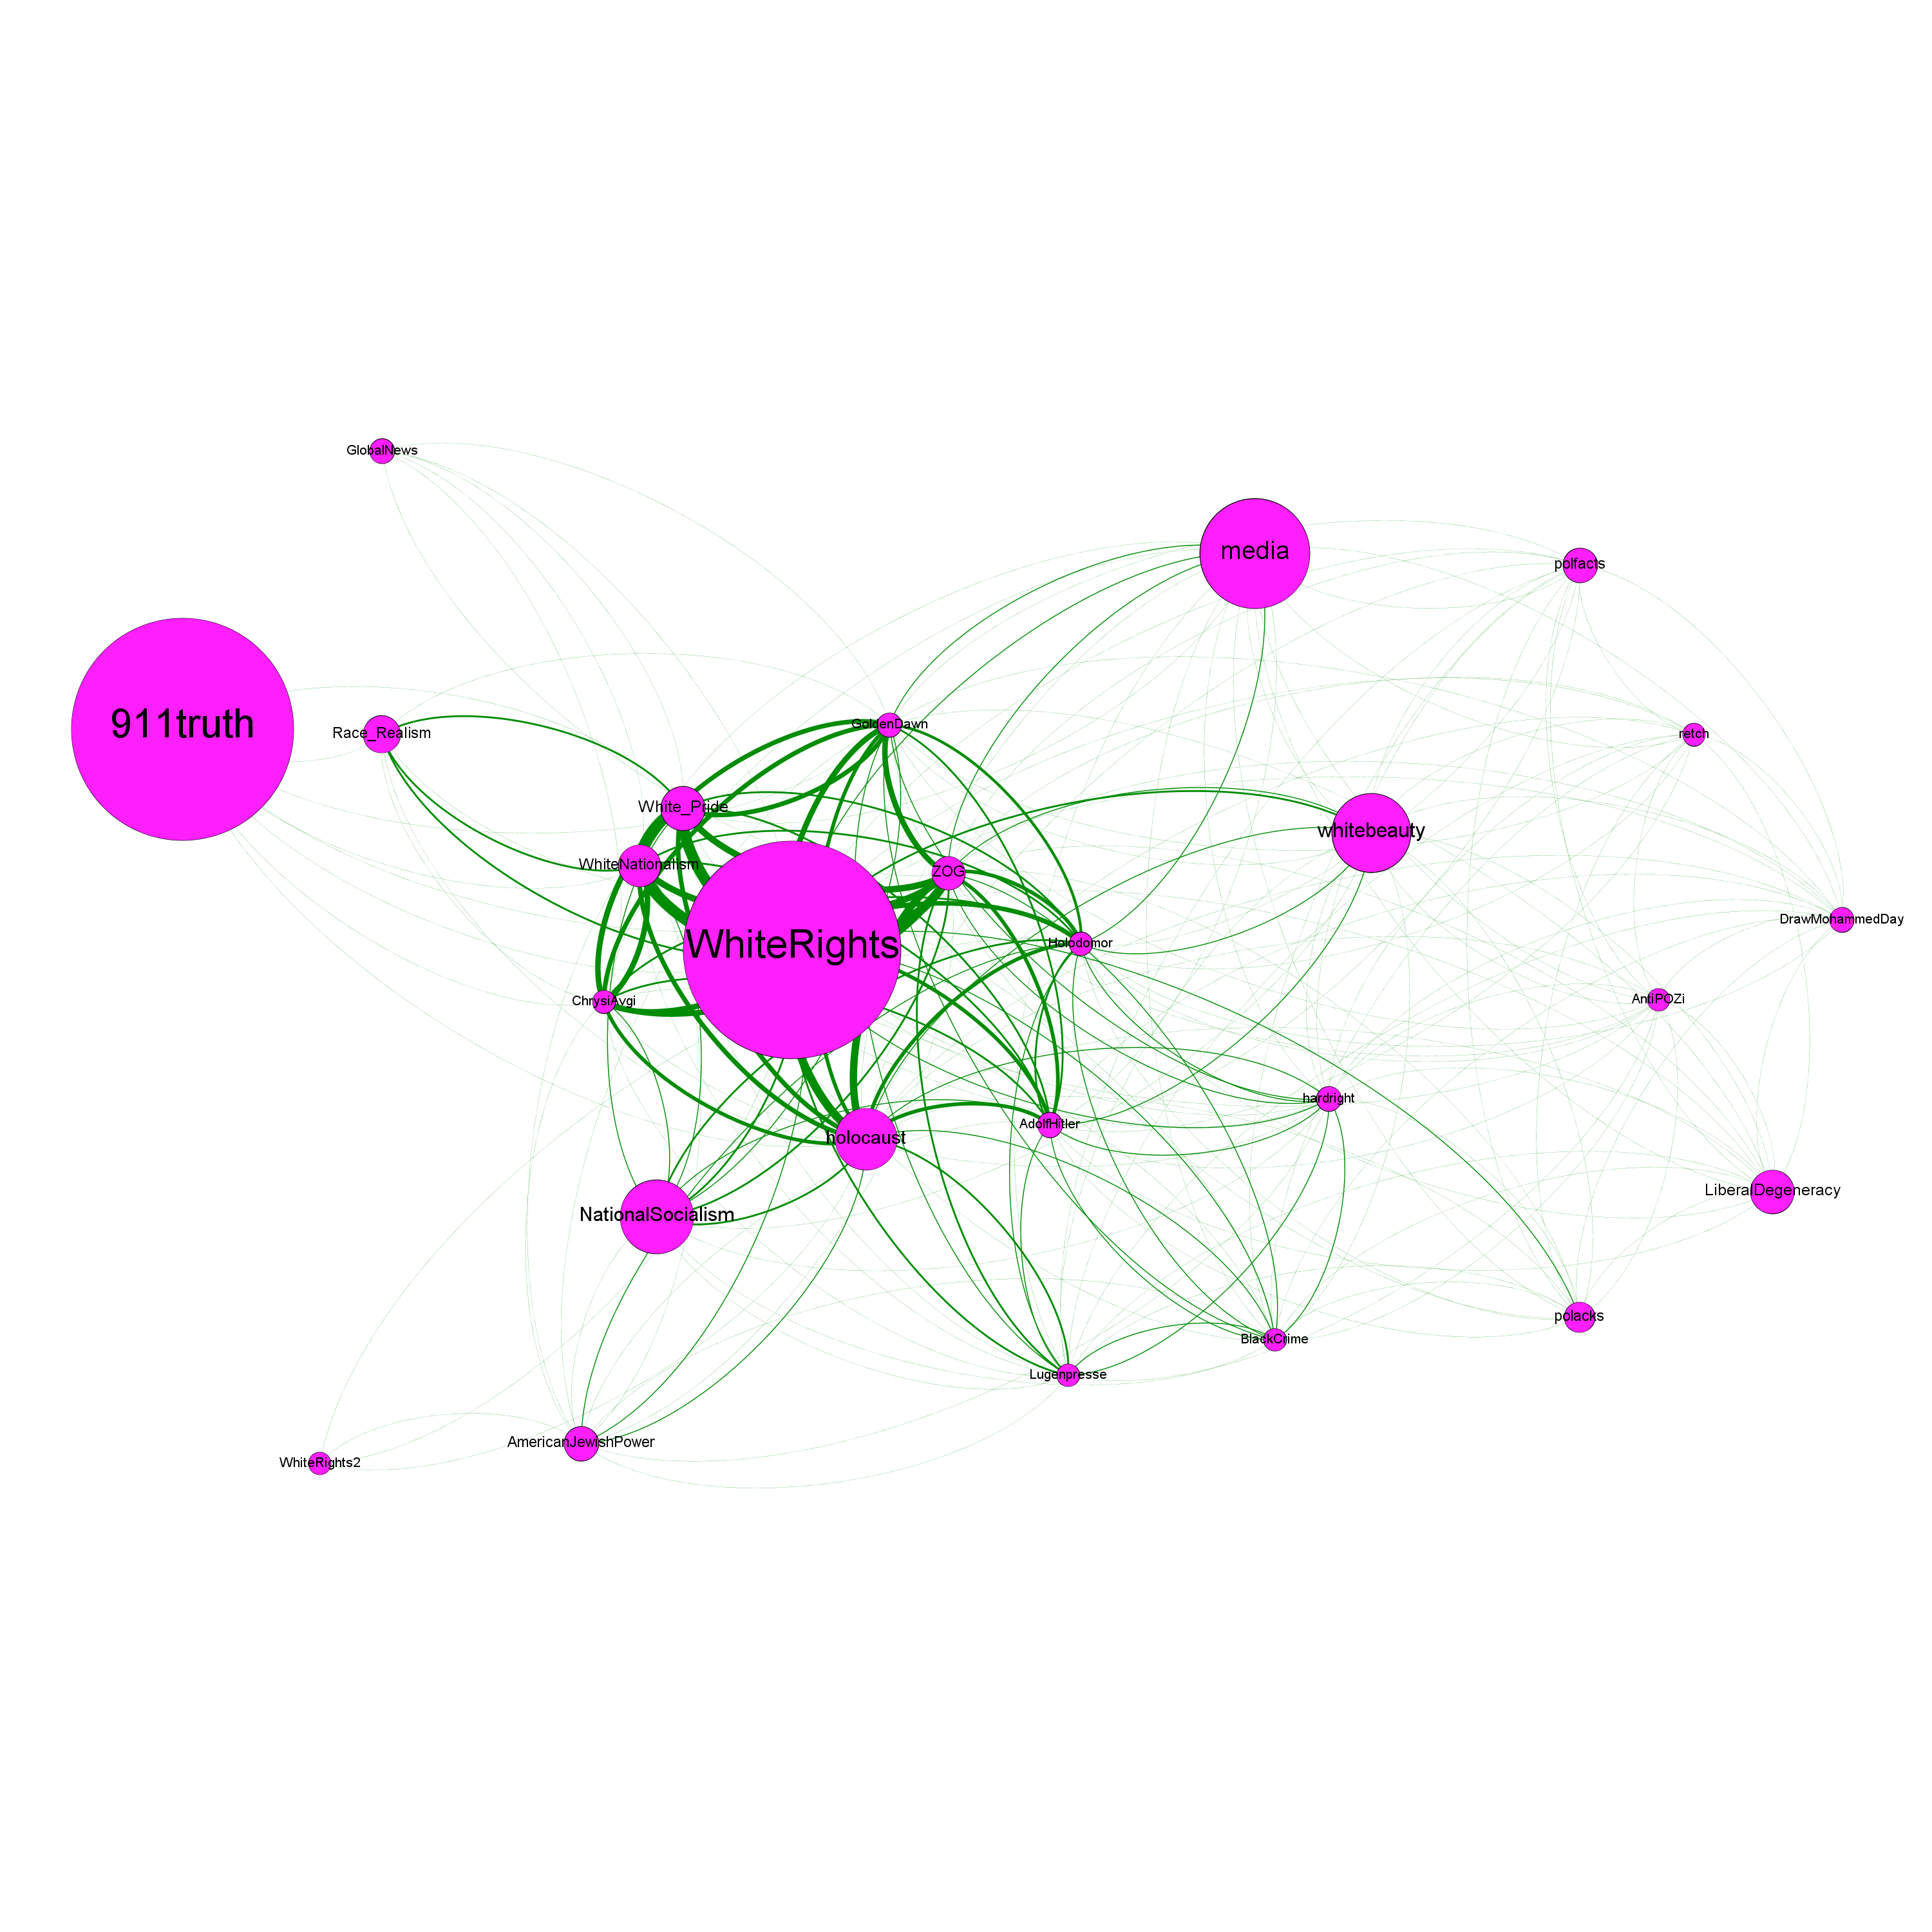 GlobalNews
media
polfacts
911truth
Race_Realism
GoldenDawn
retch
White_Pride
whitebeauty
WhiteNationalism
ZOG
DrawMohammedDay
WhiteRights
Holodomor
ChrysiAvgi
AntiPOZi
hardright
AdolfHitler
holocaust
LiberalDegeneracy
NationalSocialism
polacks
BlackCrime
Lugenpresse
AmericanJewishPower
WhiteRights2